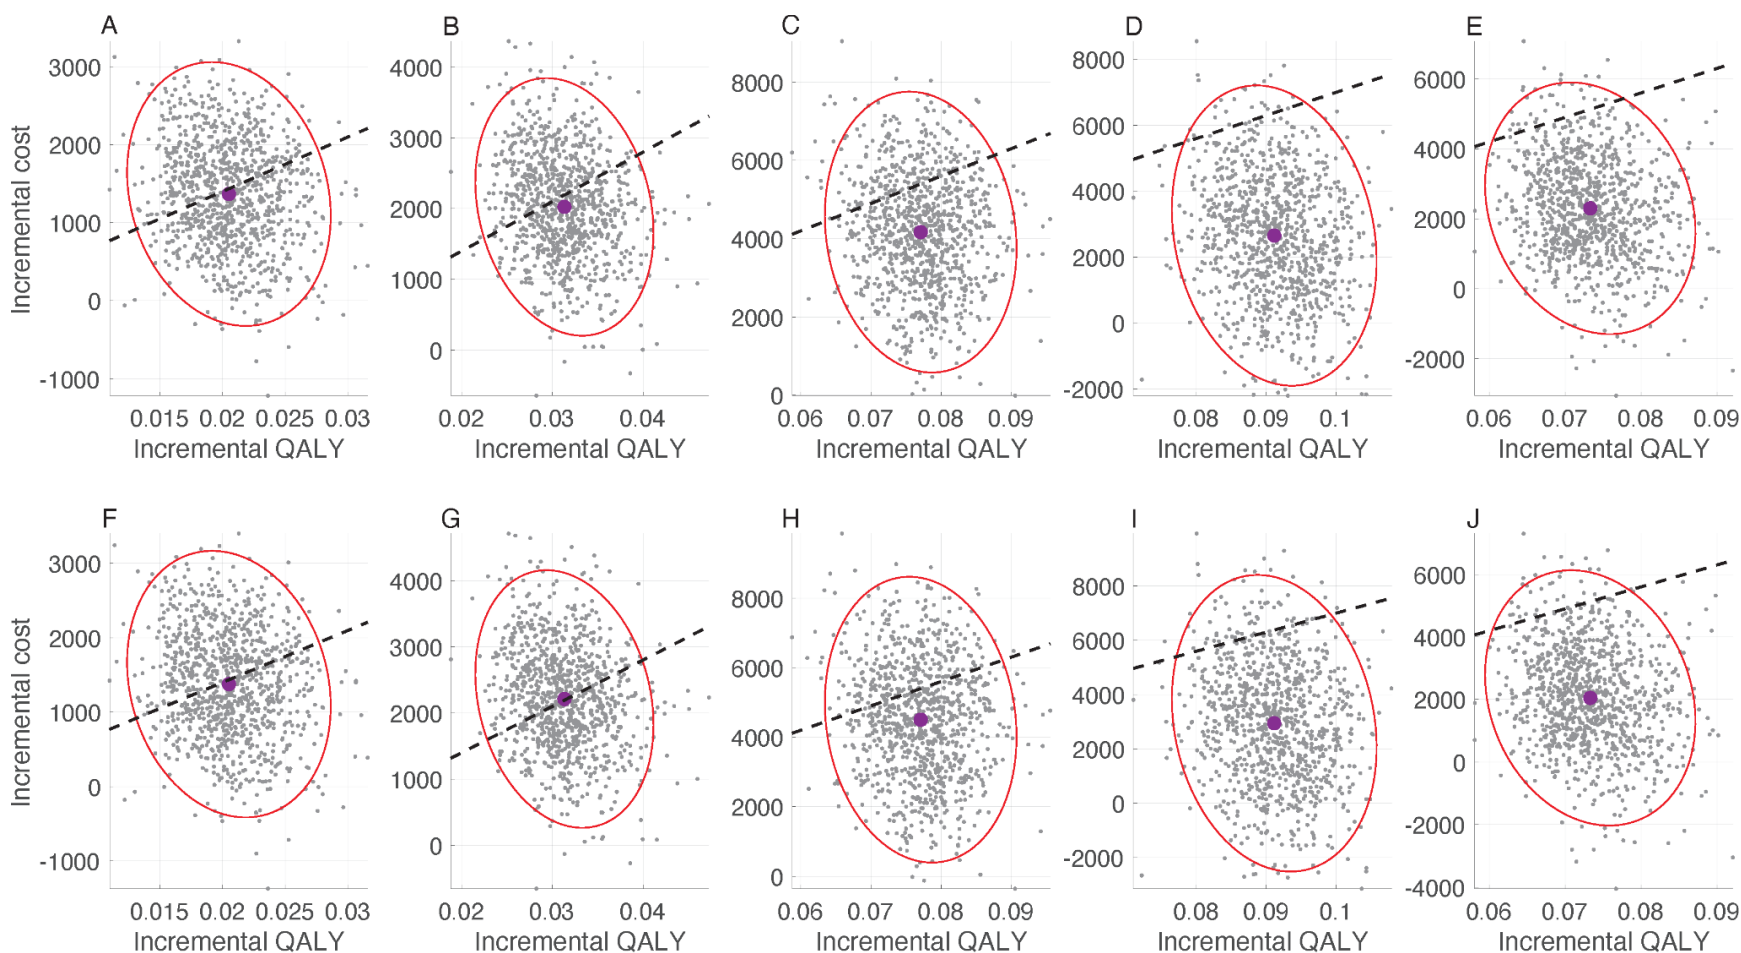 A B C D E
3000 4000 8000 8000 6000
2000 3000 6000 6000 4000
1000 2000 4000 4000 2000
0 1000 2000 2000 0
-1000 0 0 0 -2000
-2000
Incremental cost
0.015 0.02 0.025 0.03 0.02 0.03 0.04 0.06 0.07 0.08 0.09 0.08 0.09 0.1 0.06 0.07 0.08 0.09
Incremental QALY Incremental QALY Incremental QALY Incremental QALY Incremental QALY
F G H I J
3000 4000 8000 8000 6000
2000 3000 6000 6000 4000
1000 2000 4000 4000 2000
0 1000 2000 2000 0
-1000 0 0 0 -2000
-2000 -4000
Incremental cost
0.015 0.02 0.025 0.03 0.02 0.03 0.04 0.06 0.07 0.08 0.09 0.08 0.09 0.1 0.06 0.07 0.08 0.09
Incremental QALY Incremental QALY Incremental QALY Incremental QALY Incremental QALY